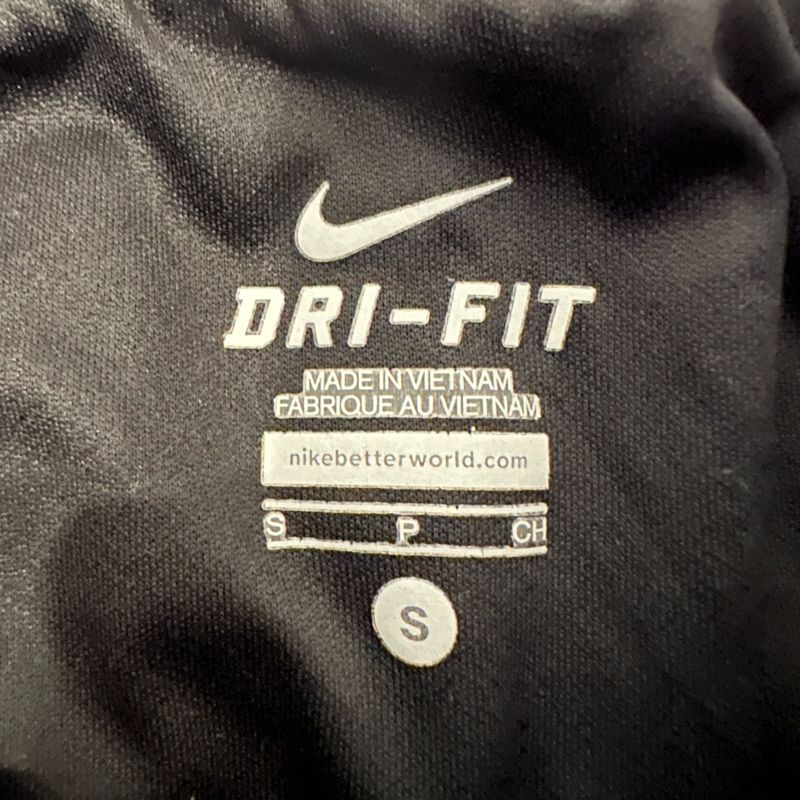 DRI-FIT
MADE IN VIETNAM
FABRIQUE AU VIETNAM
nikebetterworld.com
S P CH
S